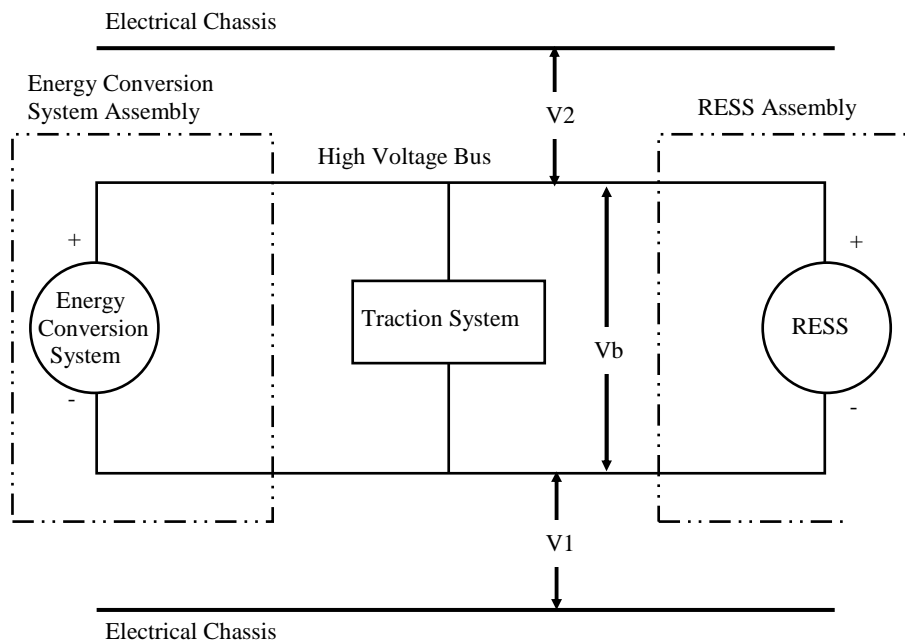 Electrical Chassis
Energy Conversion
System Assembly
V2
RESS Assembly
High Voltage Bus
+
+
Energy
Conversion
System
Traction System
Vb
RESS
-
-
V1
Electrical Chassis